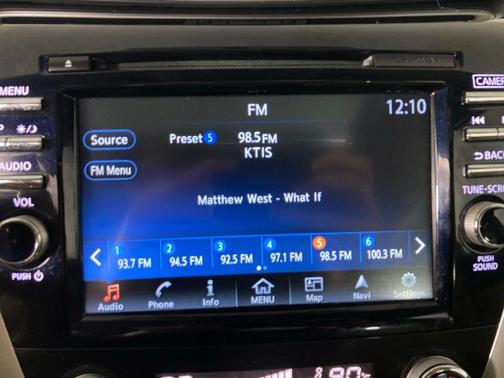 MENU
CAMERA
FM
12:10
Source
Preset 5 98.5 FM
KTIS
FM Menu
AUDIO
BACK
VOL
TUNE-SCRO
Matthew West - What If
1 2 3 4 5 6
93.7 FM 94.5 FM 92.5 FM 97.1 FM 98.5 FM 100.3 FM
PUSH
PUSH
SOUND
Audio Phone Info MENU Map Navi Settings
80